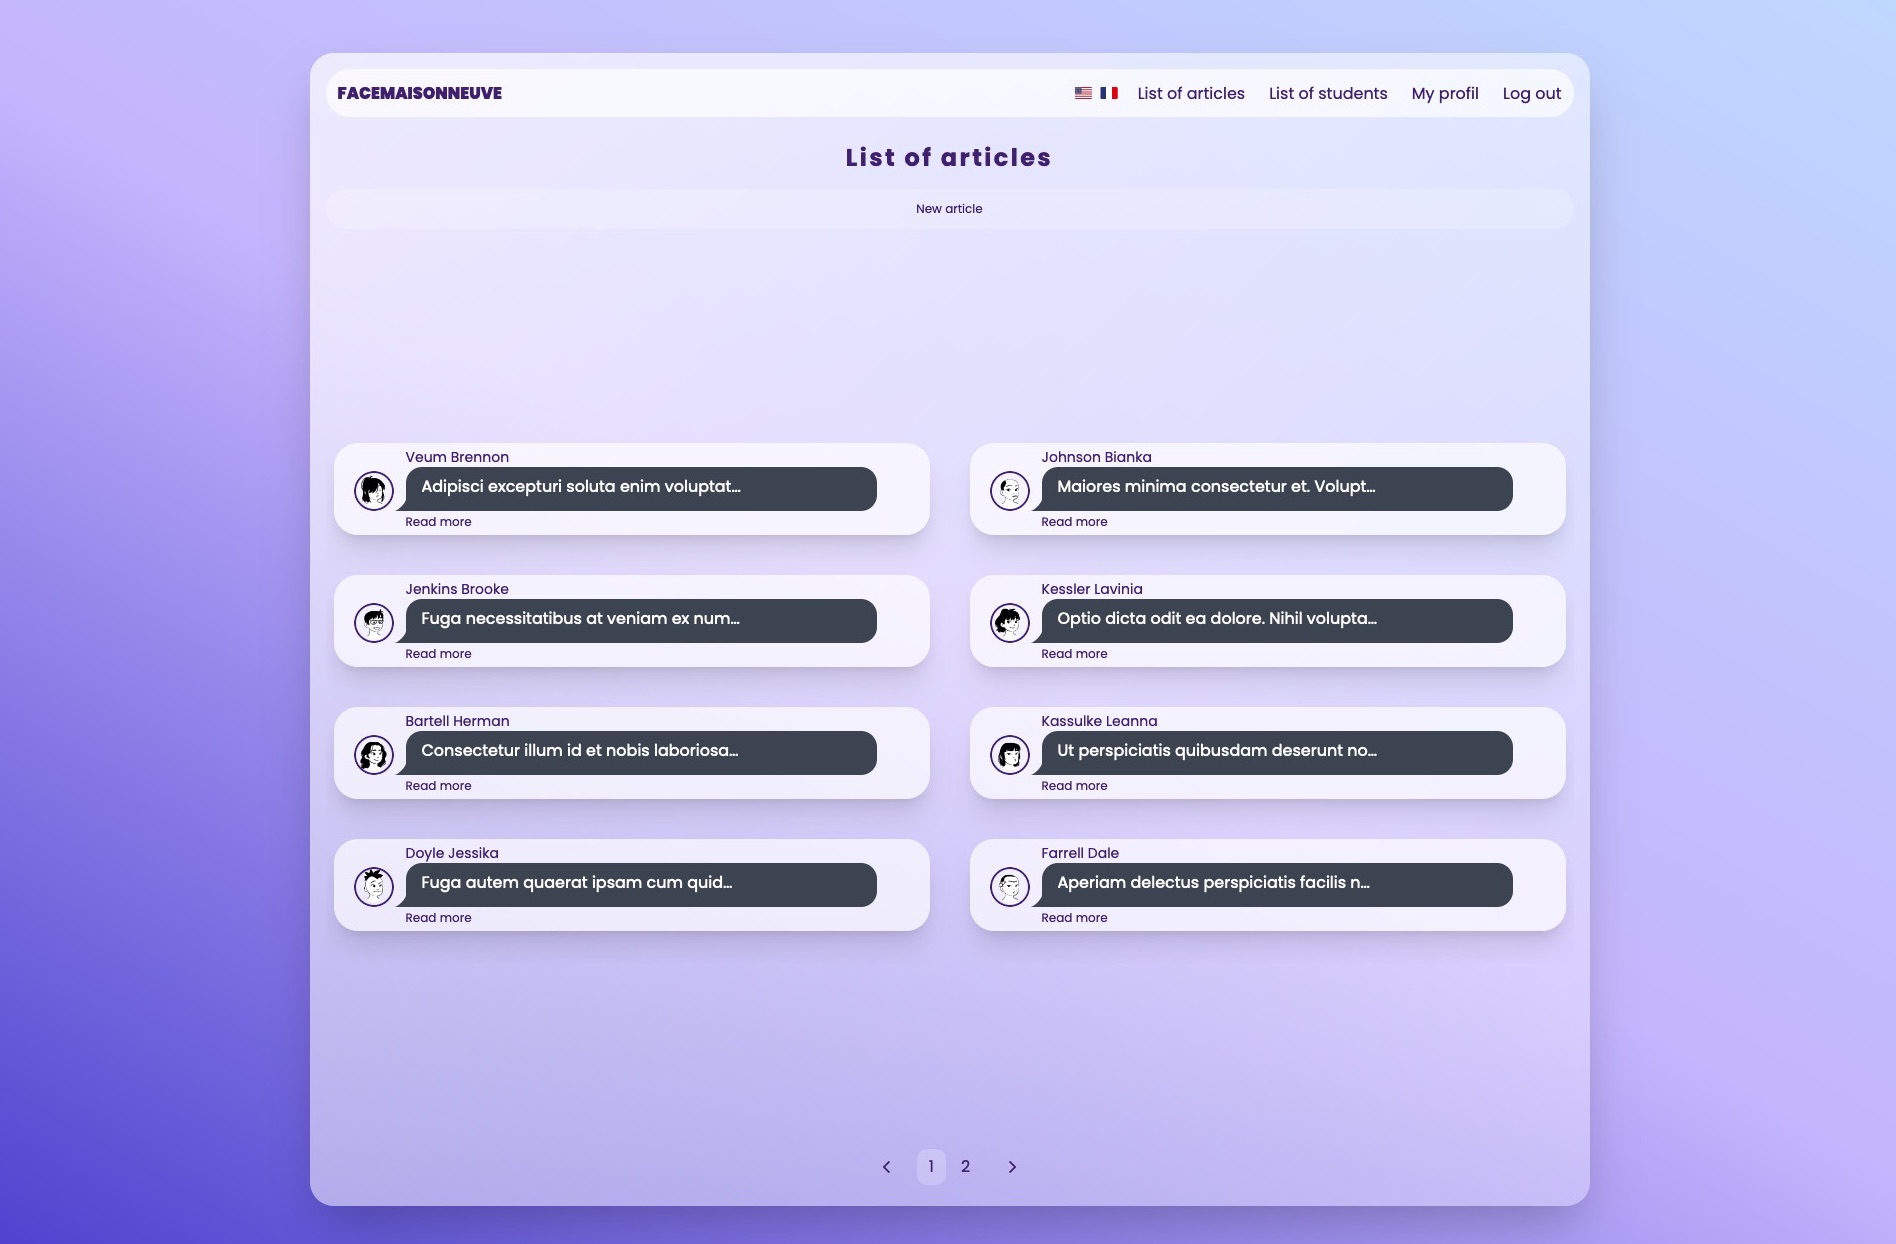 FACEMAISONNEUVE
List of articles
List of students
My profil
Log out
List of articles
New article
Veum Brennon
Adipisci excepturi soluta enim voluptat...
Read more
Johnson Bianka
Maiores minima consectetur et. Volupt...
Read more
Jenkins Brooke
Fuga necessitatibus at veniam ex num...
Read more
Kessler Lavinia
Optio dicta odit ea dolore. Nihil volupta...
Read more
Bartell Herman
Consectetur illum id et nobis laboriosa...
Read more
Kassulke Leanna
Ut perspiciatis quibusdam deserunt no...
Read more
Doyle Jessika
Fuga autem quaerat ipsam cum quid...
Read more
Farrell Dale
Aperiam delectus perspiciatis facilis n...
Read more
1 2